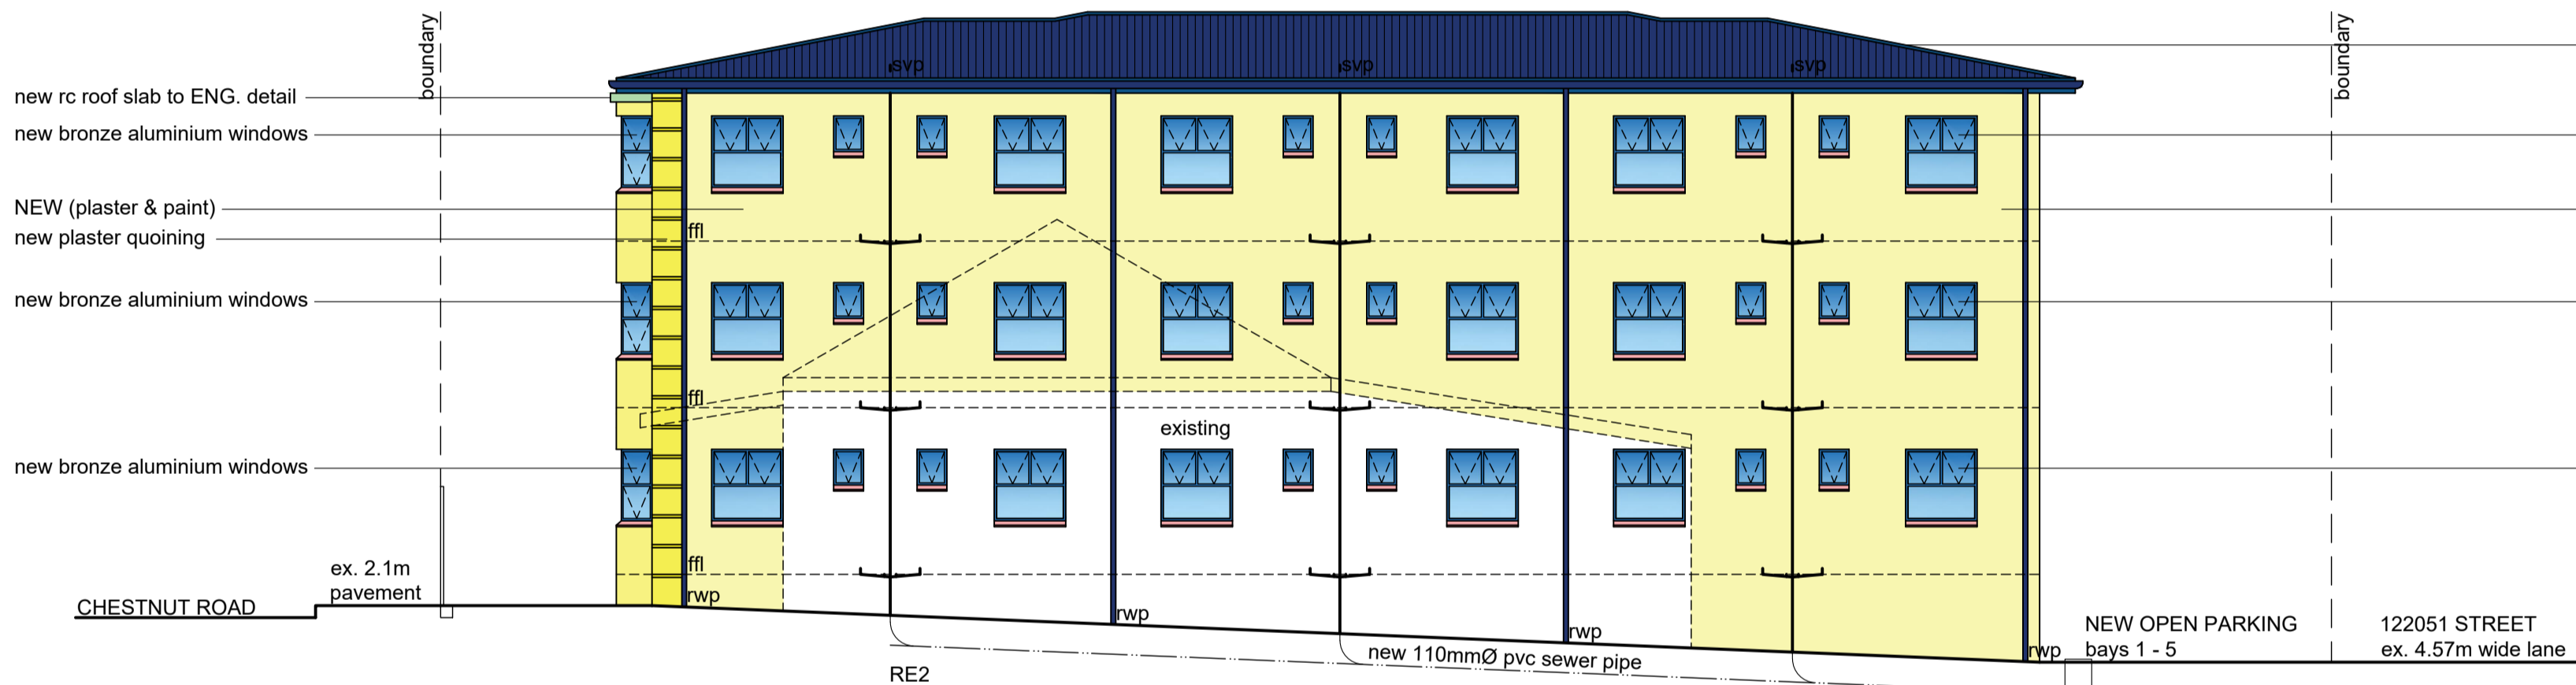 boundary
boundary
svp
svp
svp
new rc roof slab to ENG. detail
new bronze aluminium windows
NEW (plaster & paint)
new plaster quoining
ffl
new bronze aluminium windows
ffl
existing
new bronze aluminium windows
ffl
ex. 2.1m
pavement
CHESTNUT ROAD
rwp
rwp
rwp
rwp
NEW OPEN PARKING
bays 1 - 5
122051 STREET
ex. 4.57m wide lane
new 110mmØ pvc sewer pipe
RE2